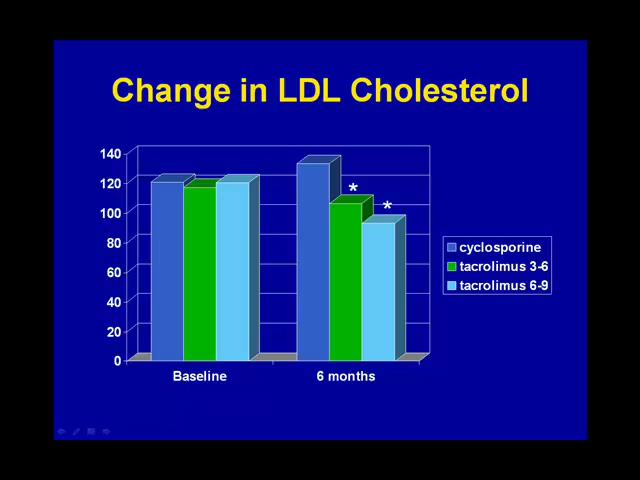 Change in LDL Cholesterol
140
120
100
80
60
40
20
0
*
*
Baseline
6 months
cyclosporine
tacrolimus 3-6
tacrolimus 6-9